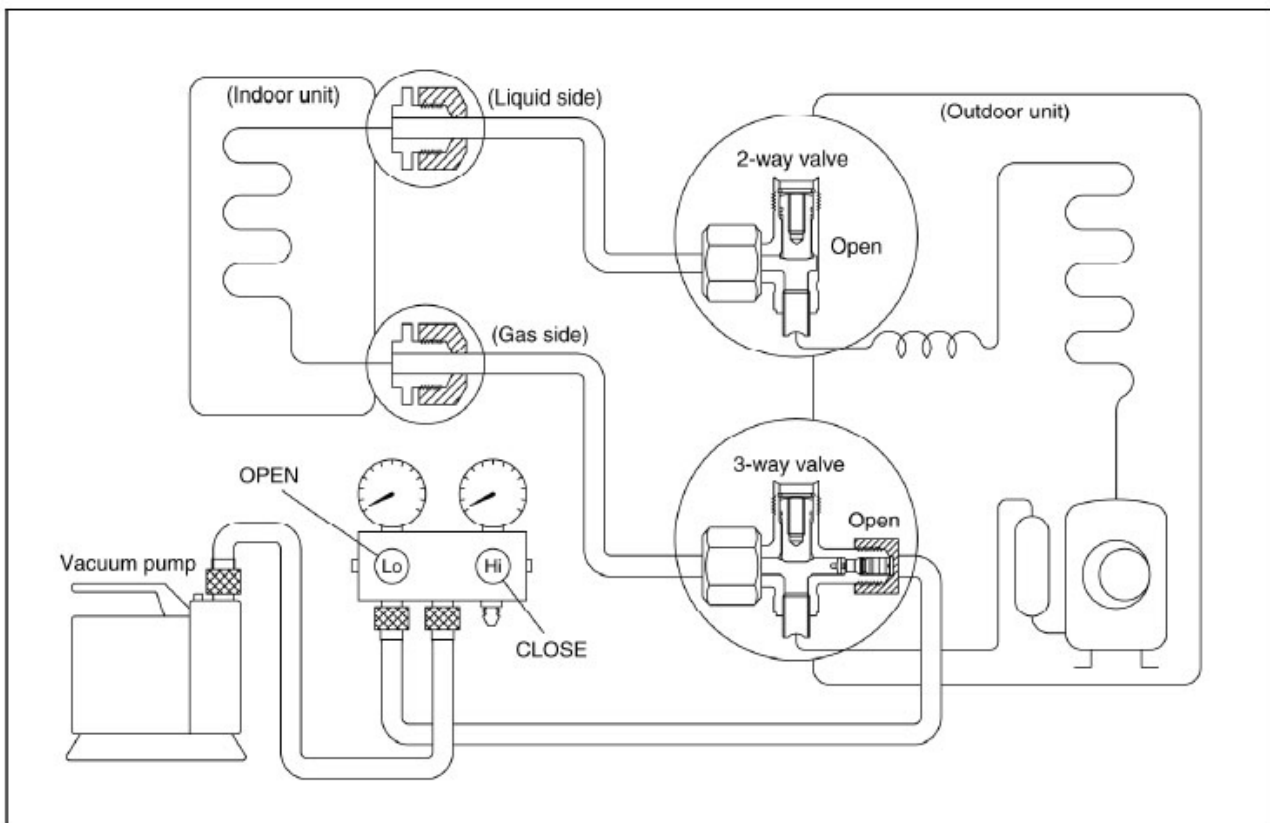 (Indoor unit)
(Liquid side)
(Outdoor unit)
2-way valve
Open
(Gas side)
3-way valve
Open
OPEN
Lo
Hi
Vacuum pump
CLOSE